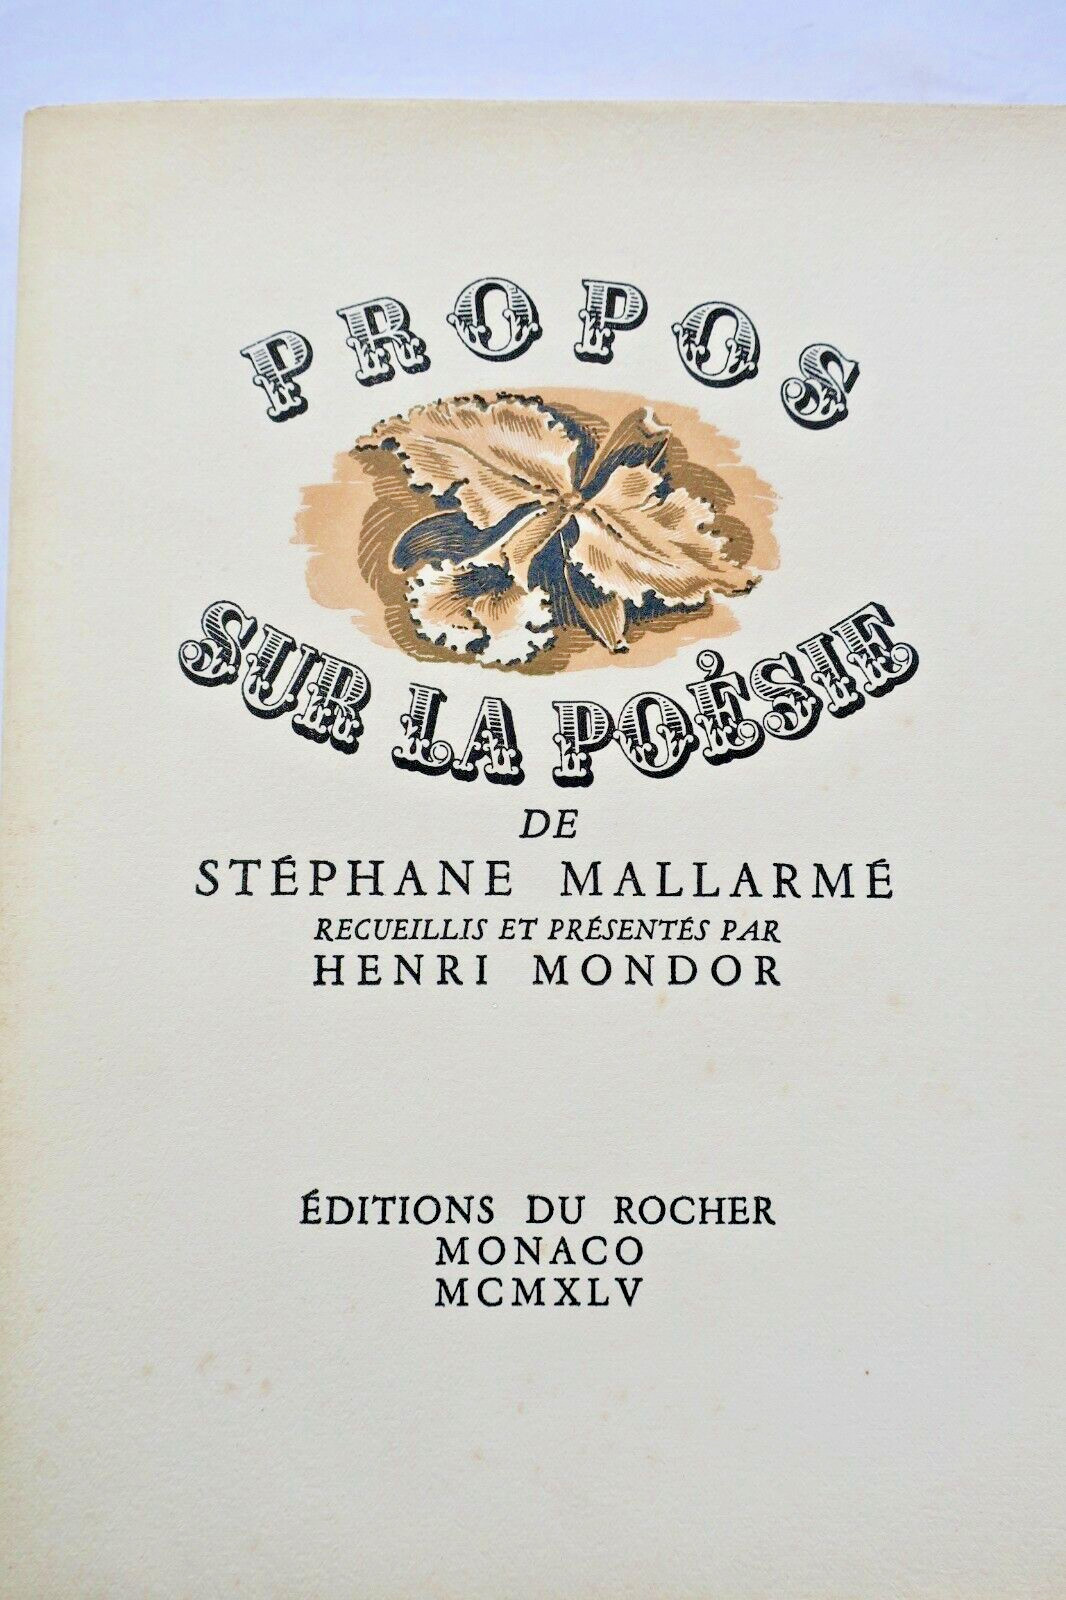 PROPOS
SUR LA POÉSIE
DE
STÉPHANE MALLARMÉ
RECUEILLIS ET PRÉSENTÉS PAR
HENRI MONDOR
ÉDITIONS DU ROCHER
MONACO
MCMXLV